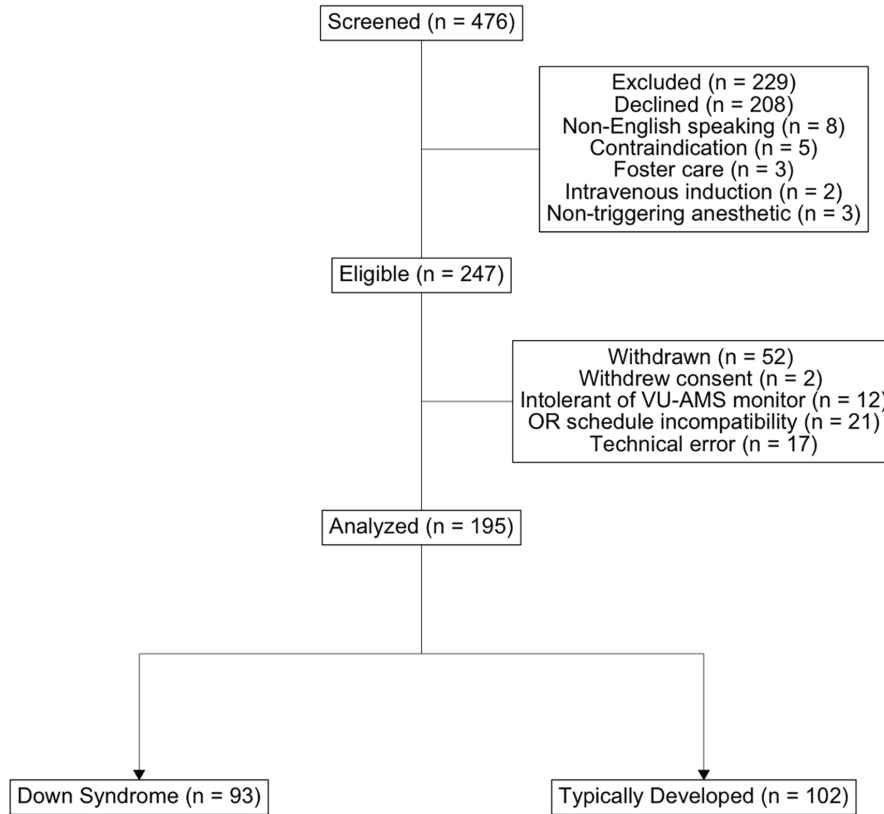 Screened (n = 476)
Excluded (n = 229)
Declined (n = 208)
Non-English speaking (n = 8)
Contraindication (n = 5)
Foster care (n = 3)
Intravenous induction (n = 2)
Non-triggering anesthetic (n = 3)
Eligible (n = 247)
Withdrawn (n = 52)
Withdrew consent (n = 2)
Intolerant of VU-AMS monitor (n = 12)
OR schedule incompatibility (n = 21)
Technical error (n = 17)
Analyzed (n = 195)
Down Syndrome (n = 93)
Typically Developed (n = 102)